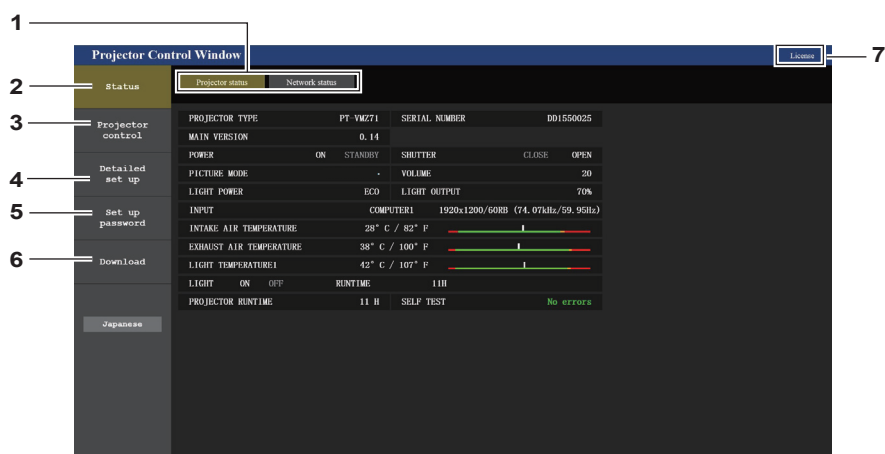 1
Projector Control Window
License
7
Projector status Network status
2
Status
3
Projector control
4
Detailed set up
5
Set up password
6
Download
Japanese
PROJECTOR TYPE PT-VMZ71 SERIAL NUMBER DD1550025
MAIN VERSION 0.14
POWER ON STANDBY SHUTTER CLOSE OPEN
PICTURE MODE - VOLUME 20
LIGHT POWER ECO LIGHT OUTPUT 70%
INPUT COMPUTER1 1920x1200/60RB (74.07kHz/59.95Hz)
INTAKE AIR TEMPERATURE 28° C / 82° F
EXHAUST AIR TEMPERATURE 38° C / 100° F
LIGHT TEMPERATURE1 42° C / 107° F
LIGHT ON OFF RUNTIME 11H
PROJECTOR RUNTIME 11 H SELF TEST No errors